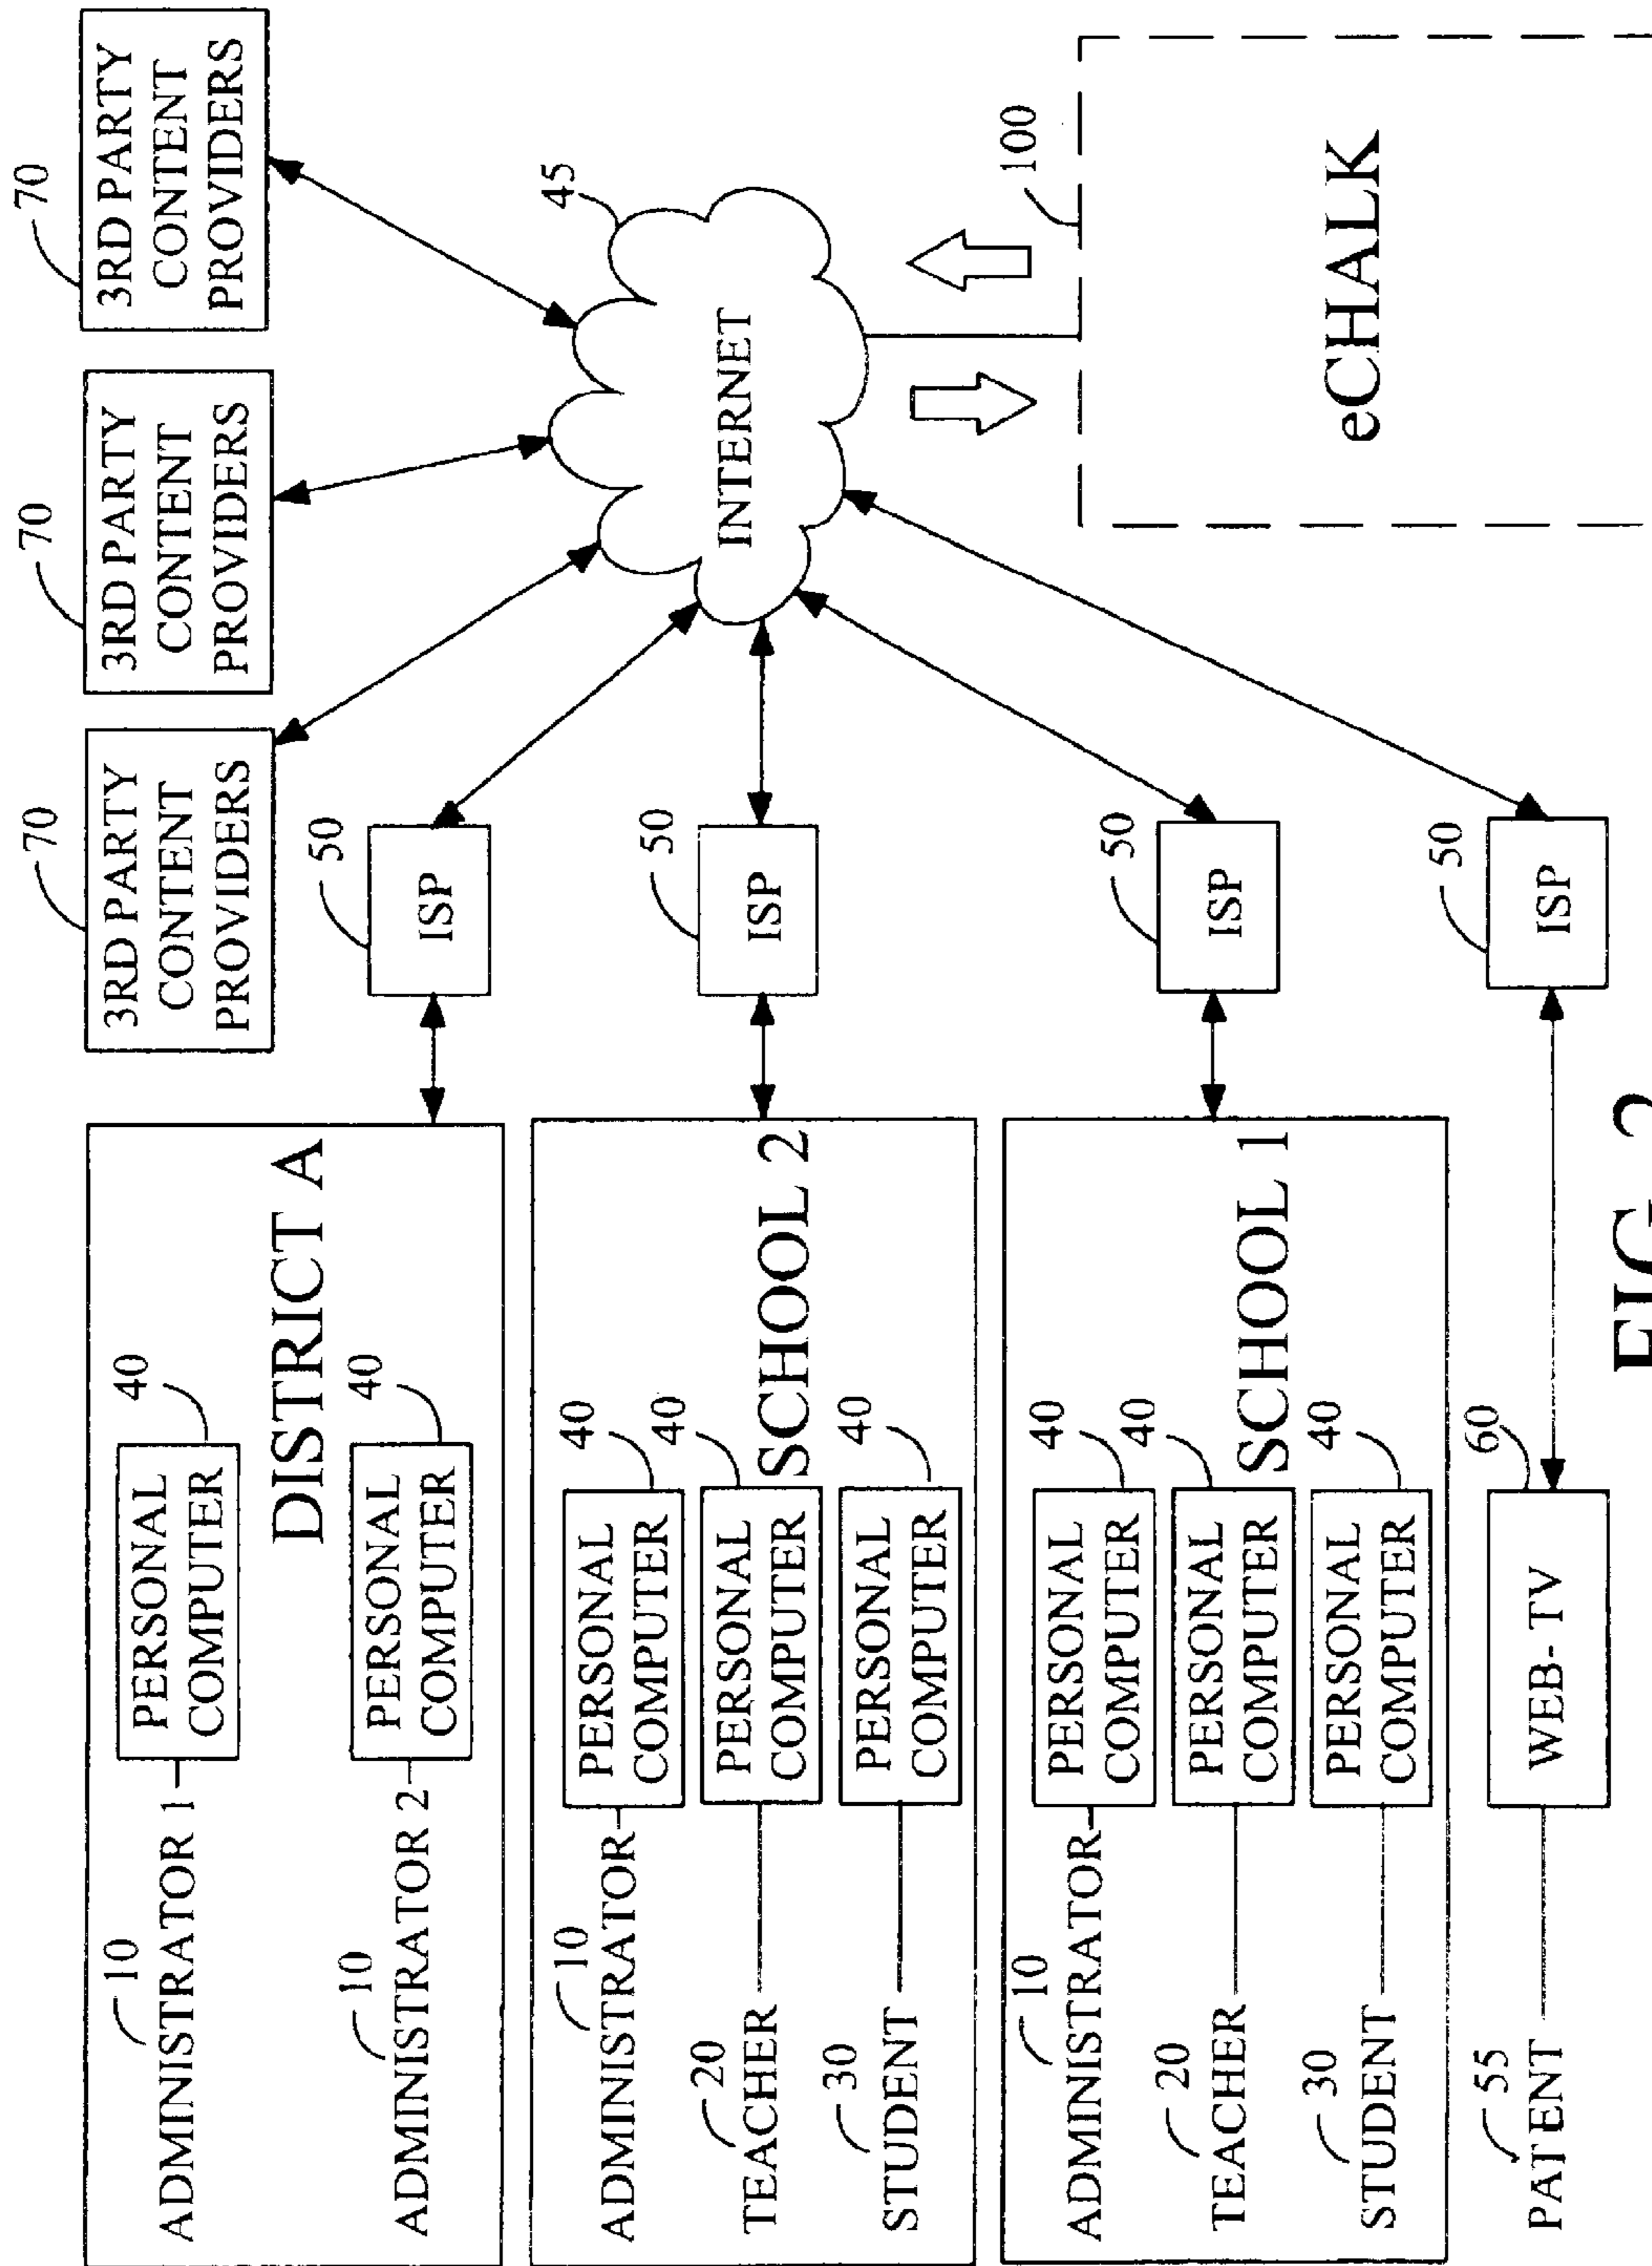 10
ADMINISTRATOR 1
PERSONAL
COMPUTER
40
10
ADMINISTRATOR 2
PERSONAL
COMPUTER
40
DISTRICT A
70
3RD PARTY
CONTENT
PROVIDERS
70
3RD PARTY
CONTENT
PROVIDERS
70
3RD PARTY
CONTENT
PROVIDERS
50
ISP
10
ADMINISTRATOR
PERSONAL
COMPUTER
40
20
TEACHER
PERSONAL
COMPUTER
40
30
STUDENT
PERSONAL
COMPUTER
40
SCHOOL 2
50
ISP
45
INTERNET
10
ADMINISTRATOR
PERSONAL
COMPUTER
40
20
TEACHER
PERSONAL
COMPUTER
40
30
STUDENT
PERSONAL
COMPUTER
40
SCHOOL 1
50
ISP
100
eCHALK
55
PATENT
WEB-TV
60
50
ISP
FIG 2